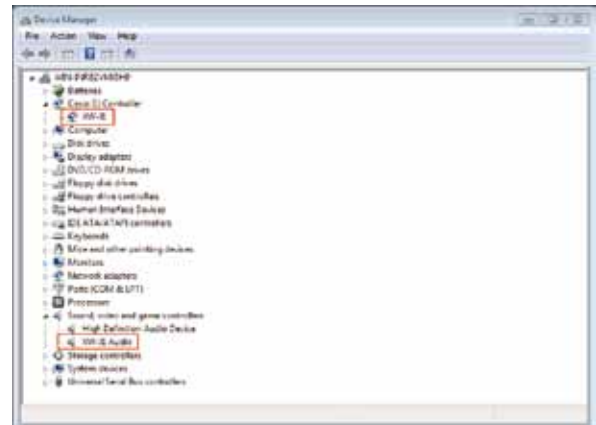 Device Manager
File Action View Help
Batteries
Controller
Computer
Disk drives
Display adapters
DVD/CD-ROM drives
Floppy disk drives
Floppy drive controllers
Human Interface Devices
IDE ATA/ATAPI controllers
Keyboards
Mice and other pointing devices
Monitors
Network adapters
Ports (COM & LPT)
Processor
Sound, video and game controllers
High Definition Audio Device
Audio
Storage controllers
System devices
Universal Serial Bus controllers